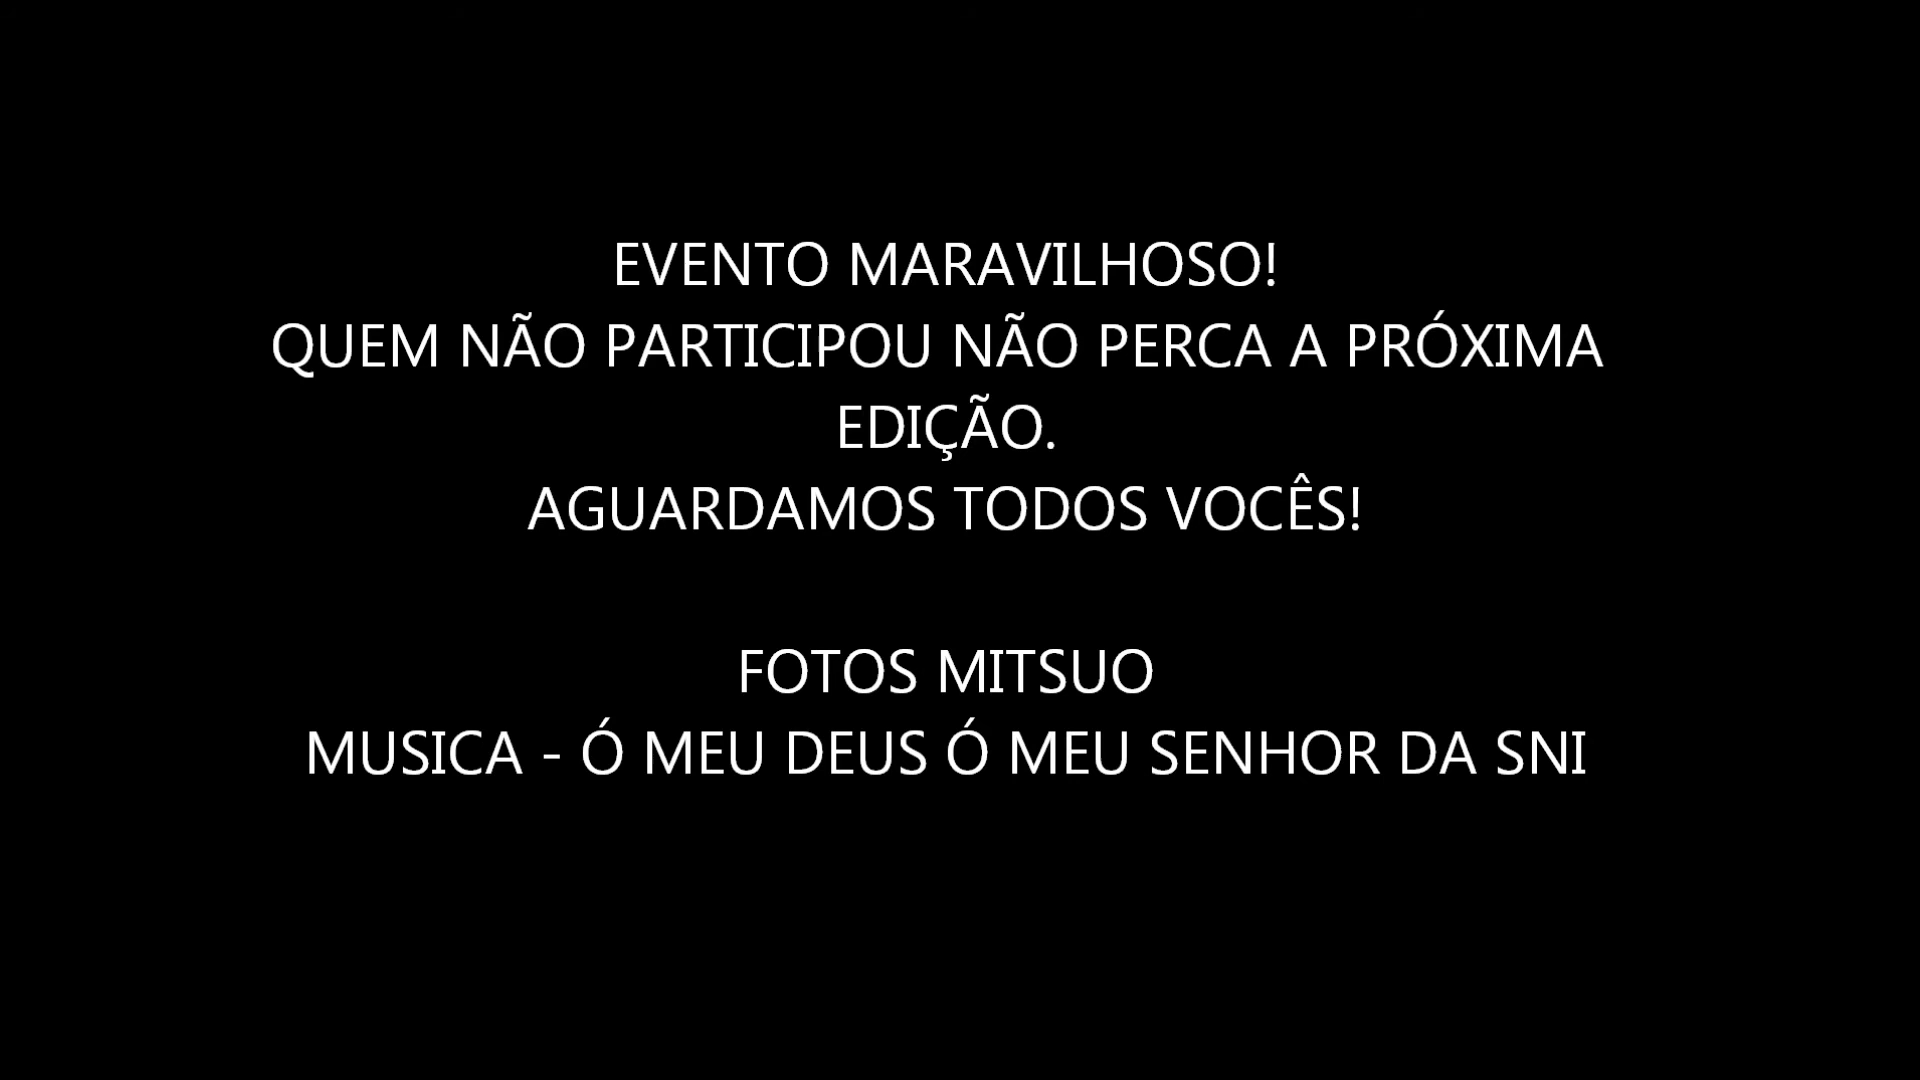 EVENTO MARAVILHOSO!
QUEM NÃO PARTICIPOU NÃO PERCA A PRÓXIMA
EDIÇÃO.
AGUARDAMOS TODOS VOCÊS!
FOTOS MITSUO
MUSICA - Ó MEU DEUS Ó MEU SENHOR DA SNI